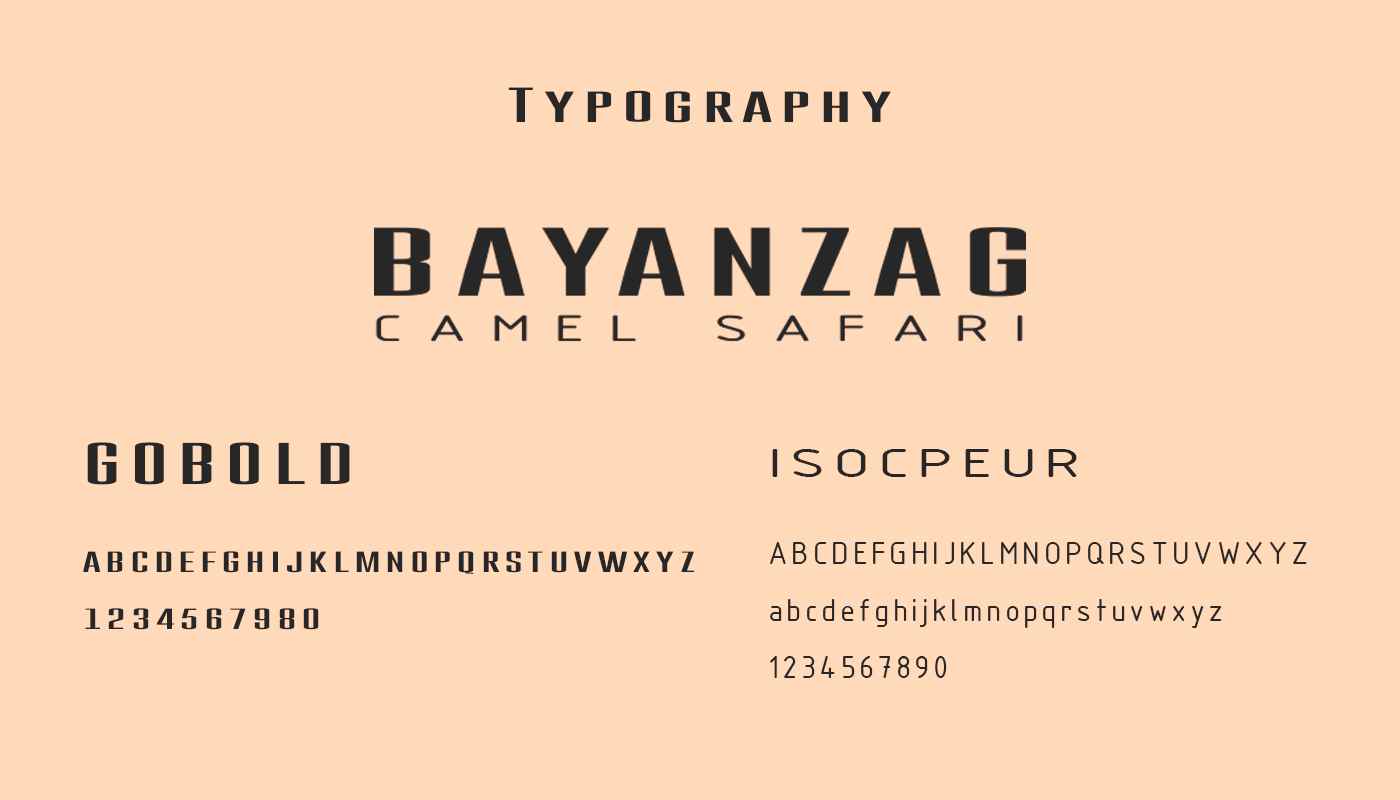 TYPOGRAPHY
BAYANZAG
CAMEL SAFARI
GOBOLD
ABCDEFGHIJKLMNOPQRSTUVWXYZ
1234567980
ISOCPEUR
ABCDEFGHIJKLMNOPQRSTUVWXYZ
abcdefghijklmnopqrstuvwxyz
1234567890